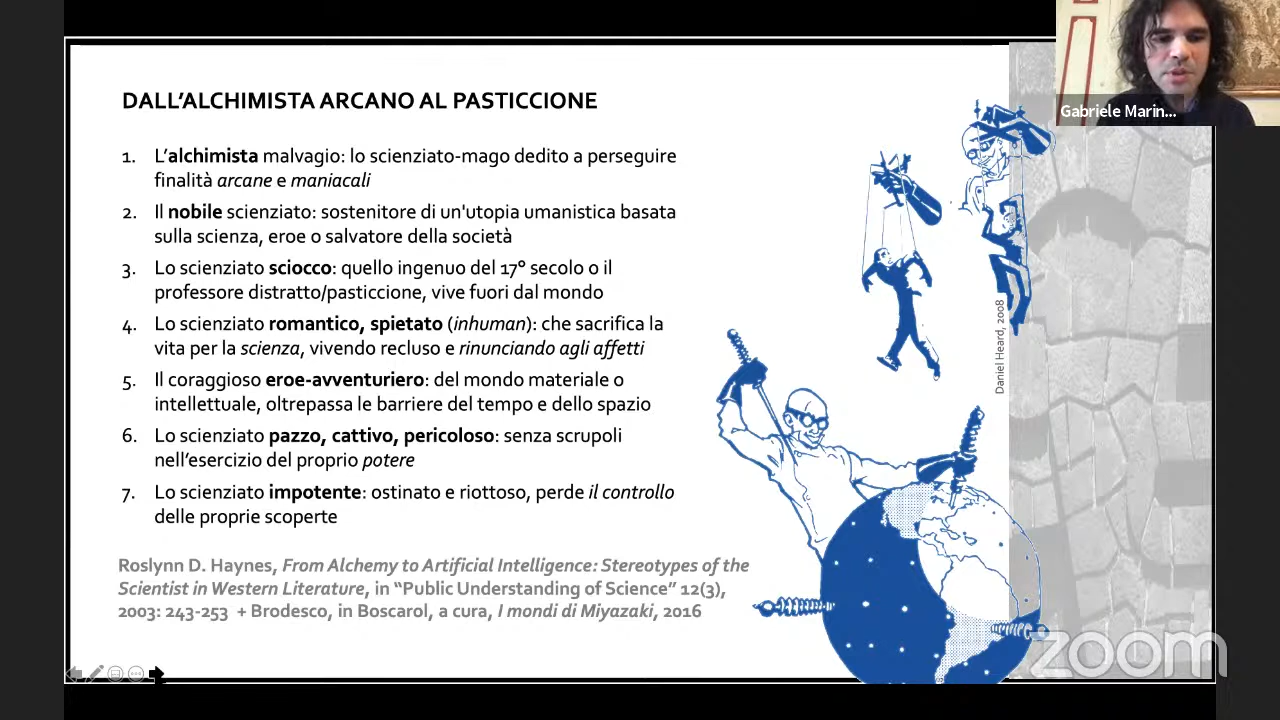 DALL'ALCHIMISTA ARCANO AL PASTICCIONE
1. L'alchimista malvagio: lo scienziato-mago dedito a perseguire
finalità arcane e maniacali
2. Il nobile scienziato: sostenitore di un'utopia umanistica basata
sulla scienza, eroe o salvatore della società
3. Lo scienziato sciocco: quello ingenuo del 17° secolo o il
professore distratto/pasticcione, vive fuori dal mondo
4. Lo scienziato romantico, spietato (inhuman): che sacrifica la
vita per la scienza, vivendo recluso e rinunciando agli affetti
5. Il coraggioso eroe-avventuriero: del mondo materiale o
intellettuale, oltrepassa le barriere del tempo e dello spazio
6. Lo scienziato pazzo, cattivo, pericoloso: senza scrupoli
nell'esercizio del proprio potere
7. Lo scienziato impotente: ostinato e riottoso, perde il controllo
delle proprie scoperte
Roslynn D. Haynes, From Alchemy to Artificial Intelligence: Stereotypes of the
Scientist in Western Literature, in “Public Understanding of Science” 12(3),
2003: 243-253 + Brodesco, in Boscarol, a cura, I mondi di Miyazaki, 2016
Daniel Heard, 2008
Gabriele Marin...
zoom